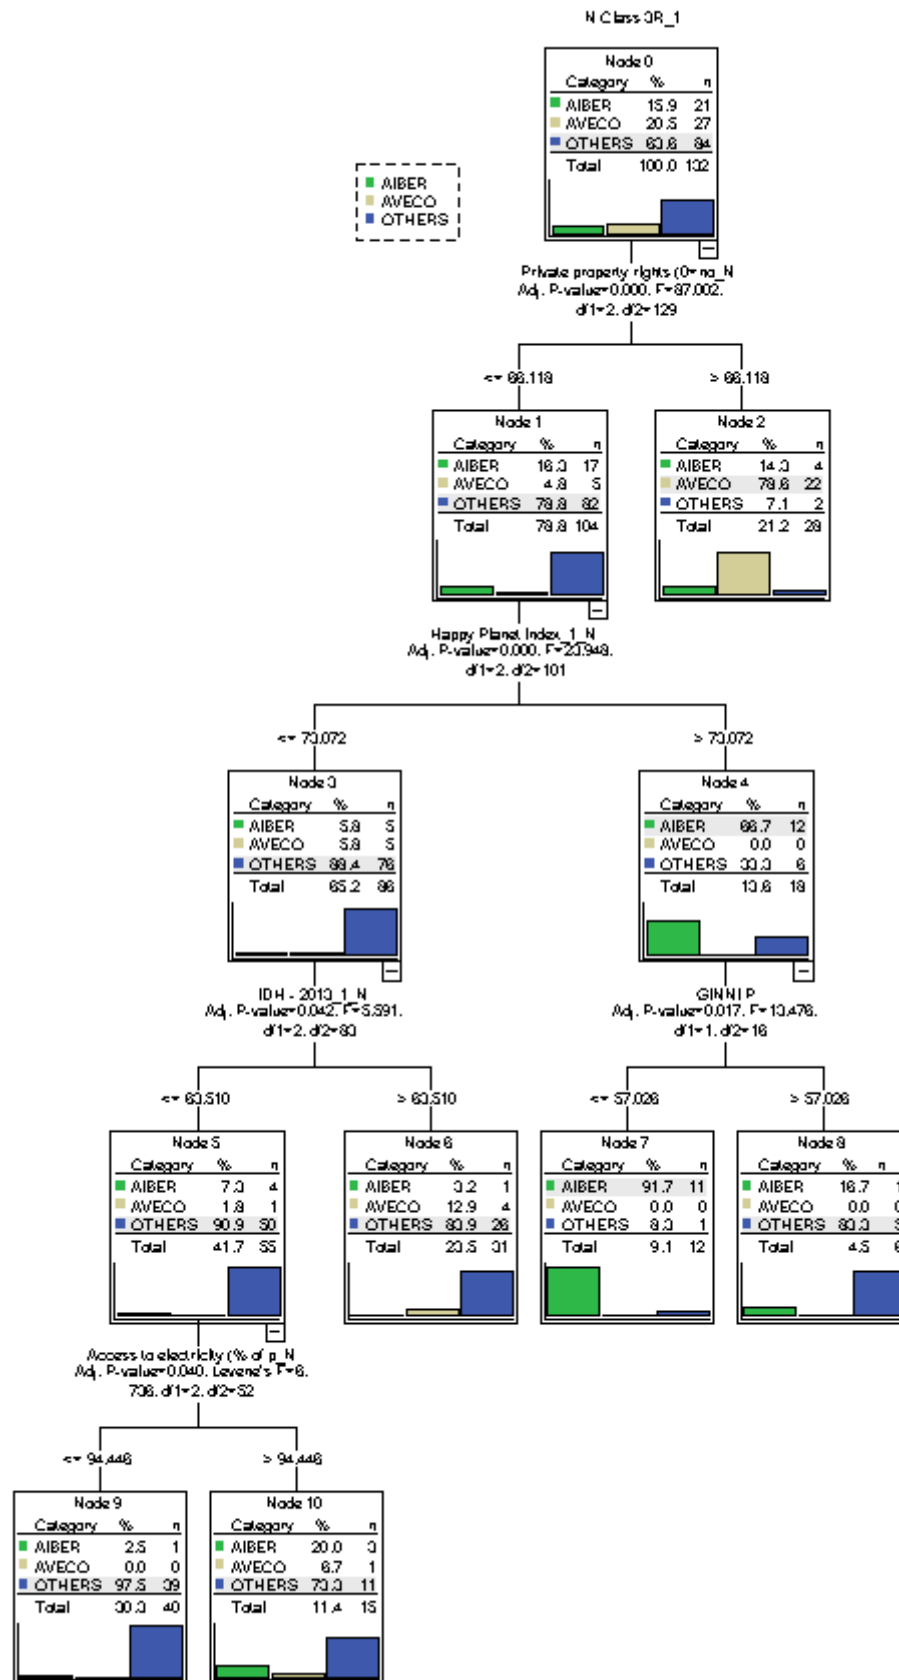 N Class 3R_1
Node 0
Category % n
AIBER 15.9 21
AVECO 20.5 27
OTHERS 63.6 84
Total 100.0 132
AIBER
AVECO
OTHERS
Private property rights (0= no_N
Adj. P-value=0.000, F=87.002,
df1=2, df2=129
<= 66.118
> 66.118
Node 1
Category % n
AIBER 16.3 17
AVECO 4.8 5
OTHERS 78.8 82
Total 78.8 104
Node 2
Category % n
AIBER 14.3 4
AVECO 78.6 22
OTHERS 7.1 2
Total 21.2 28
Happy Planet Index_1_N
Adj. P-value=0.000, F=23.948,
df1=2, df2=101
<= 73.072
> 73.072
Node 3
Category % n
AIBER 5.8 5
AVECO 5.8 5
OTHERS 88.4 76
Total 65.2 86
Node 4
Category % n
AIBER 66.7 12
AVECO 0.0 0
OTHERS 33.3 6
Total 13.6 18
IDH - 2013_1_N
Adj. P-value=0.042, F=5.591,
df1=2, df2=83
GINNI P
Adj. P-value=0.017, F=13.476,
df1=1, df2=16
<= 63.510
> 63.510
<= 57.026
> 57.026
Node 5
Category % n
AIBER 7.3 4
AVECO 1.8 1
OTHERS 90.9 50
Total 41.7 55
Node 6
Category % n
AIBER 3.2 1
AVECO 12.9 4
OTHERS 83.9 26
Total 23.5 31
Node 7
Category % n
AIBER 91.7 11
AVECO 0.0 0
OTHERS 8.3 1
Total 9.1 12
Node 8
Category %
AIBER 16.7 1
AVECO 0.0 0
OTHERS 83.3 5
Total 4.5 6
Access to electricity (% of p_N
Adj. P-value=0.040, Levene's F=6.
736, df1=2, df2=52
<= 94.446
> 94.446
Node 9
Category % n
AIBER 2.5 1
AVECO 0.0 0
OTHERS 97.5 39
Total 30.3 40
Node 10
Category % n
AIBER 20.0 3
AVECO 6.7 1
OTHERS 73.3 11
Total 11.4 15